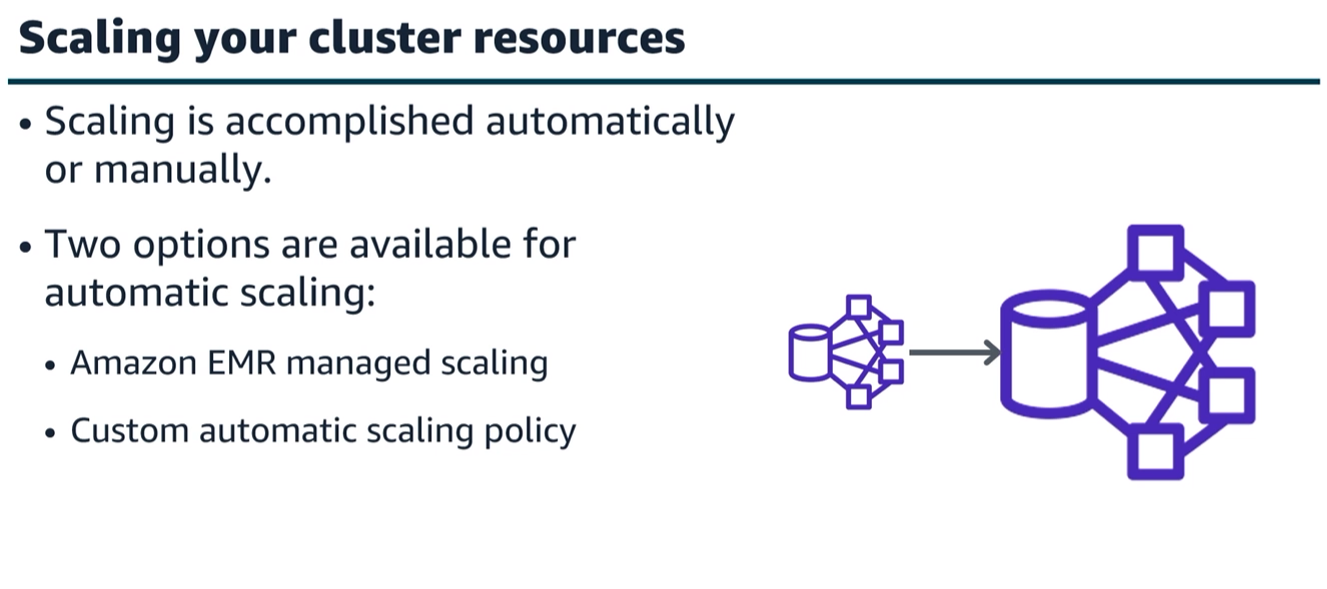 Scaling your cluster resources
• Scaling is accomplished automatically
or manually.
• Two options are available for
automatic scaling:
• Amazon EMR managed scaling
• Custom automatic scaling policy